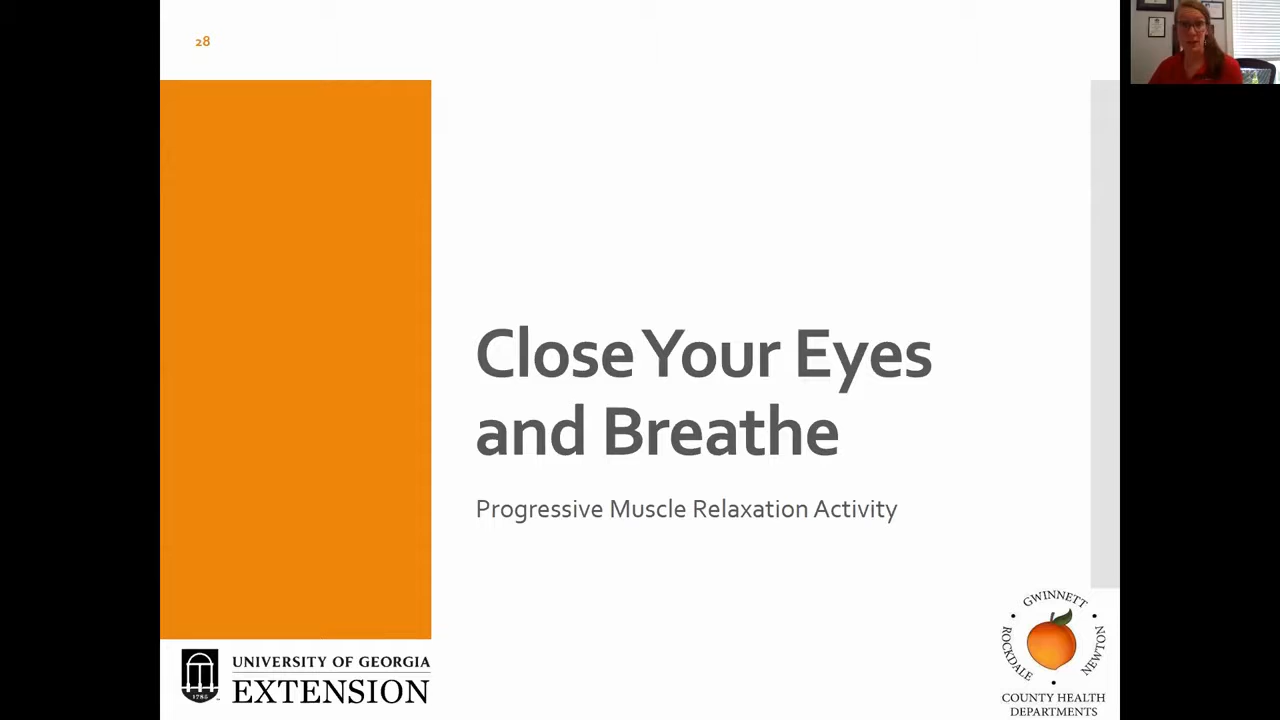 28
Close Your Eyes
and Breathe
Progressive Muscle Relaxation Activity
1785
UNIVERSITY OF GEORGIA
EXTENSION
GWINNETT
ROCKDALE
NEWTON
COUNTY HEALTH
DEPARTMENTS